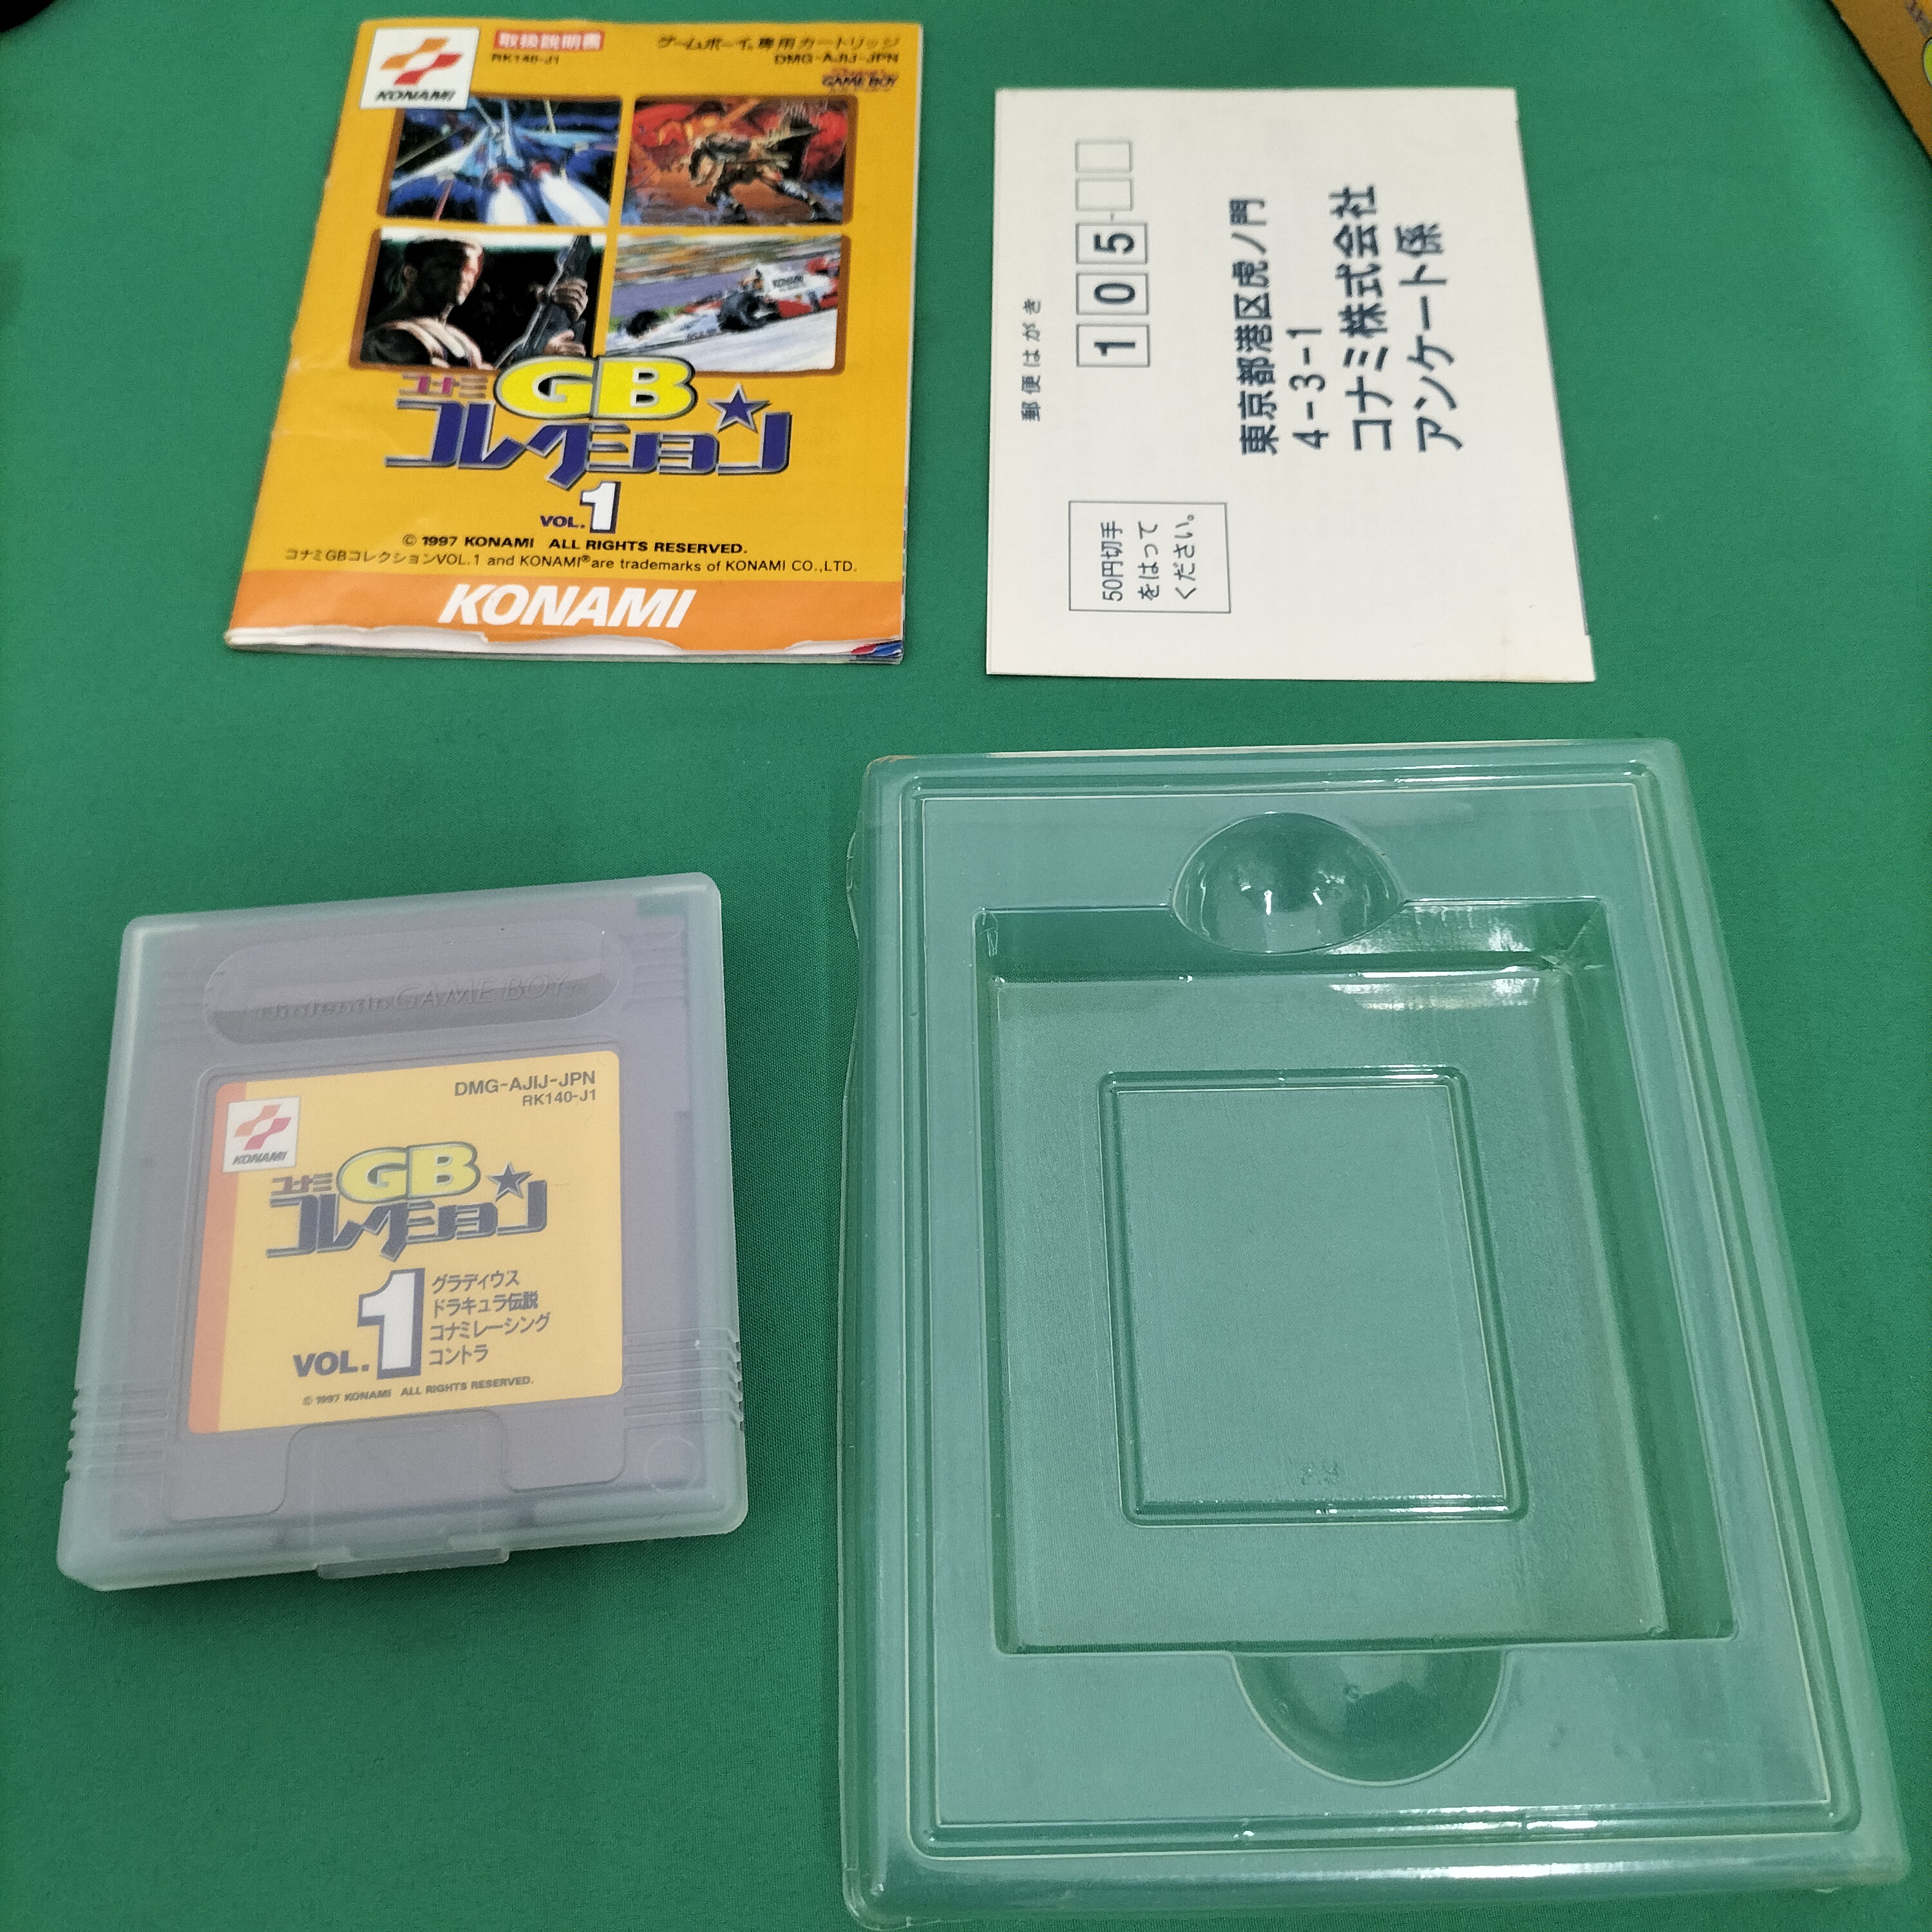 KONAMI
取扱説明書
RK140-J1
ゲームボーイ専用カートリッジ
DMG-AJIJ-JPN
GAME BOY
KONAMI
コナミ
GB
コレクション
VOL.1
© 1997 KONAMI ALL RIGHTS RESERVED.
コナミGBコレクションVOL.1 and KONAMI®are trademarks of KONAMI CO.,LTD.
KONAMI
郵便はがき
105-
東京都港区虎ノ門
4-3-1
コナミ株式会社
アンケート係
50円切手
をはって
ください。
Nintendo GAME BOY
DMG-AJIJ-JPN
RK140-J1
KONAMI
コナミ
GB
コレクション
VOL.1
グラディウス
ドラキュラ伝説
コナミレーシング
コントラ
© 1997 KONAMI ALL RIGHTS RESERVED.